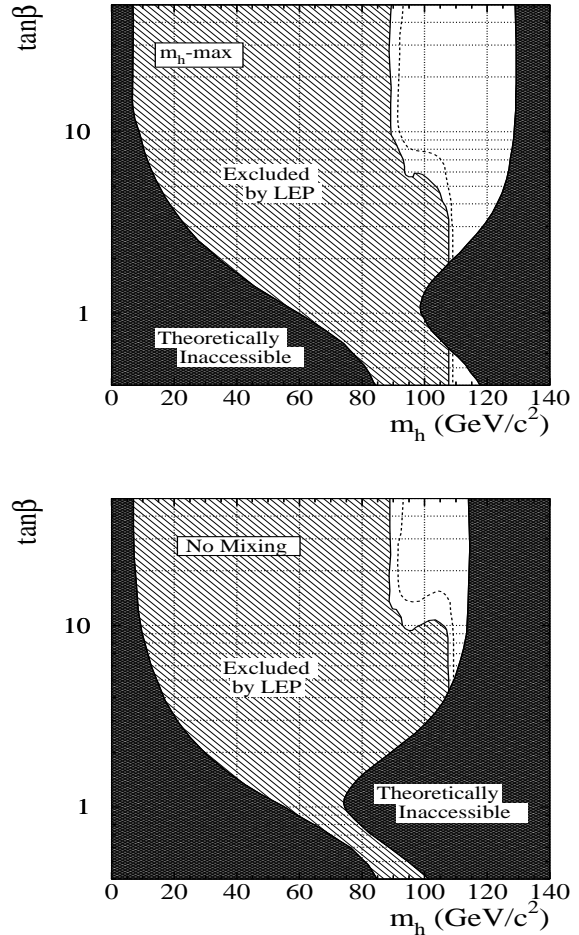 tanβ
m_h-max
10
Excluded
by LEP
1
Theoretically
Inaccessible
0 20 40 60 80 100 120 140
m_h (GeV/c²)
tanβ
No Mixing
10
Excluded
by LEP
1
Theoretically
Inaccessible
0 20 40 60 80 100 120 140
m_h (GeV/c²)